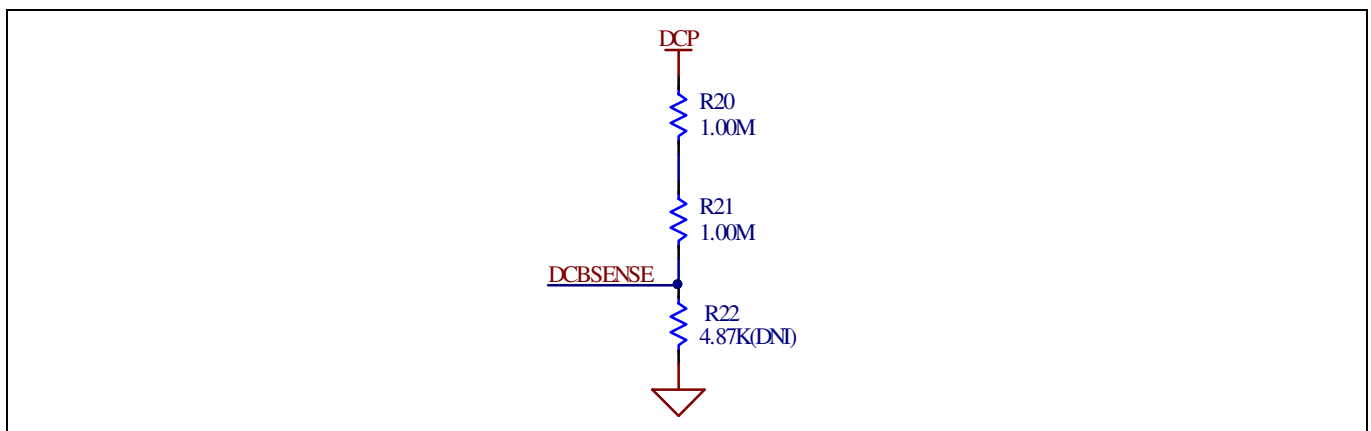 DCP
R20
1.00M
R21
1.00M
DCBSENSE
R22
4.87K(DNI)